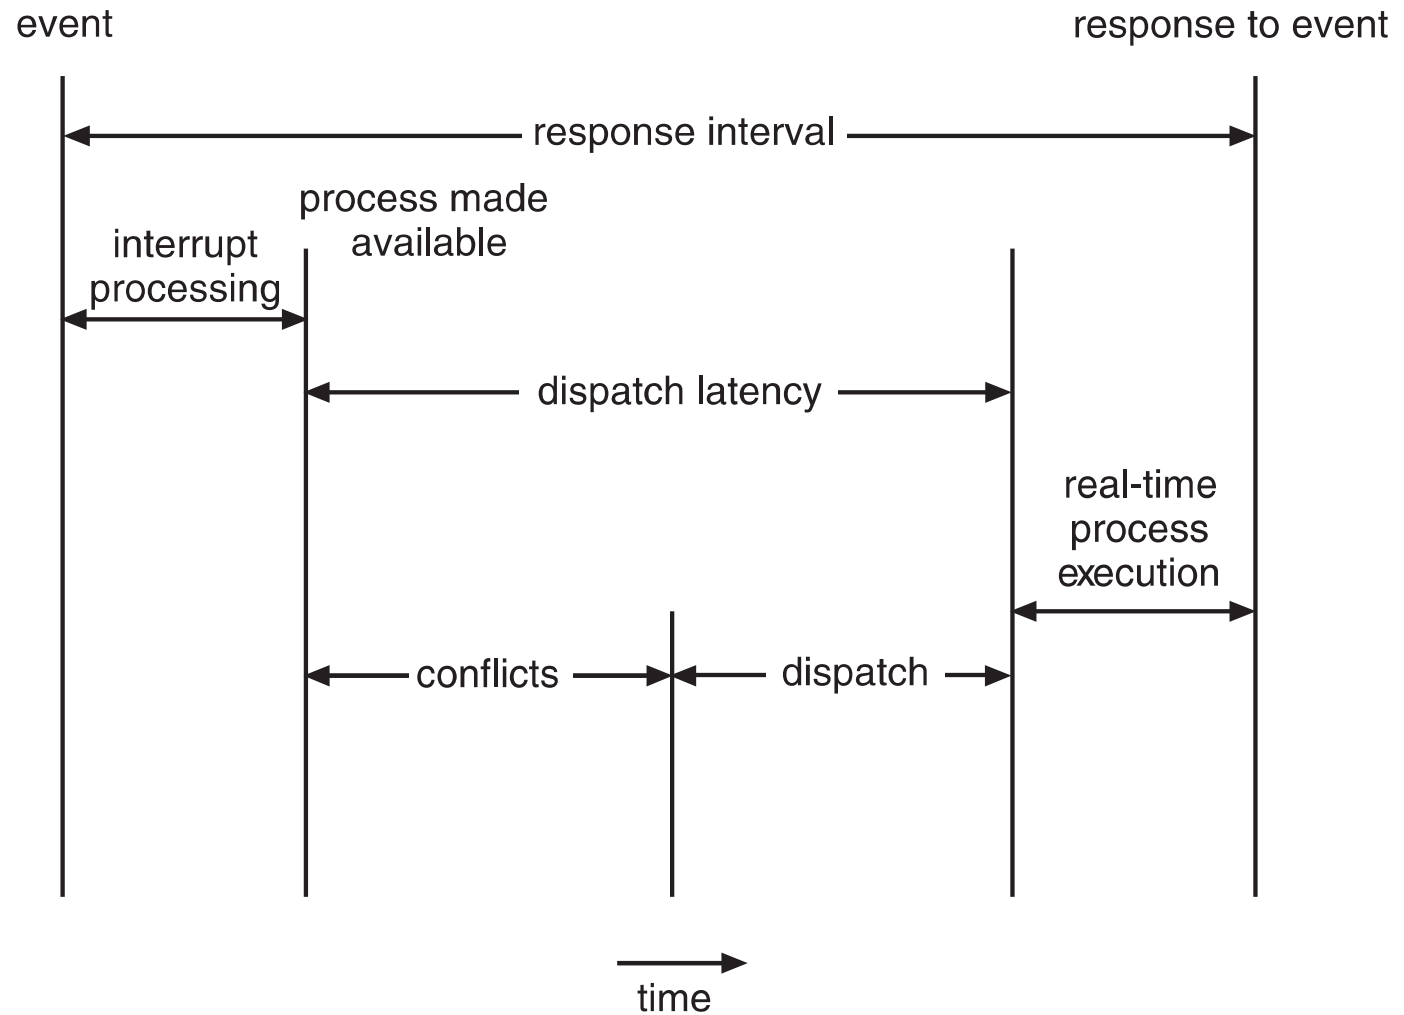 event
response to event
response interval
process made
available
interrupt
processing
dispatch latency
real-time
process
execution
conflicts
dispatch
time